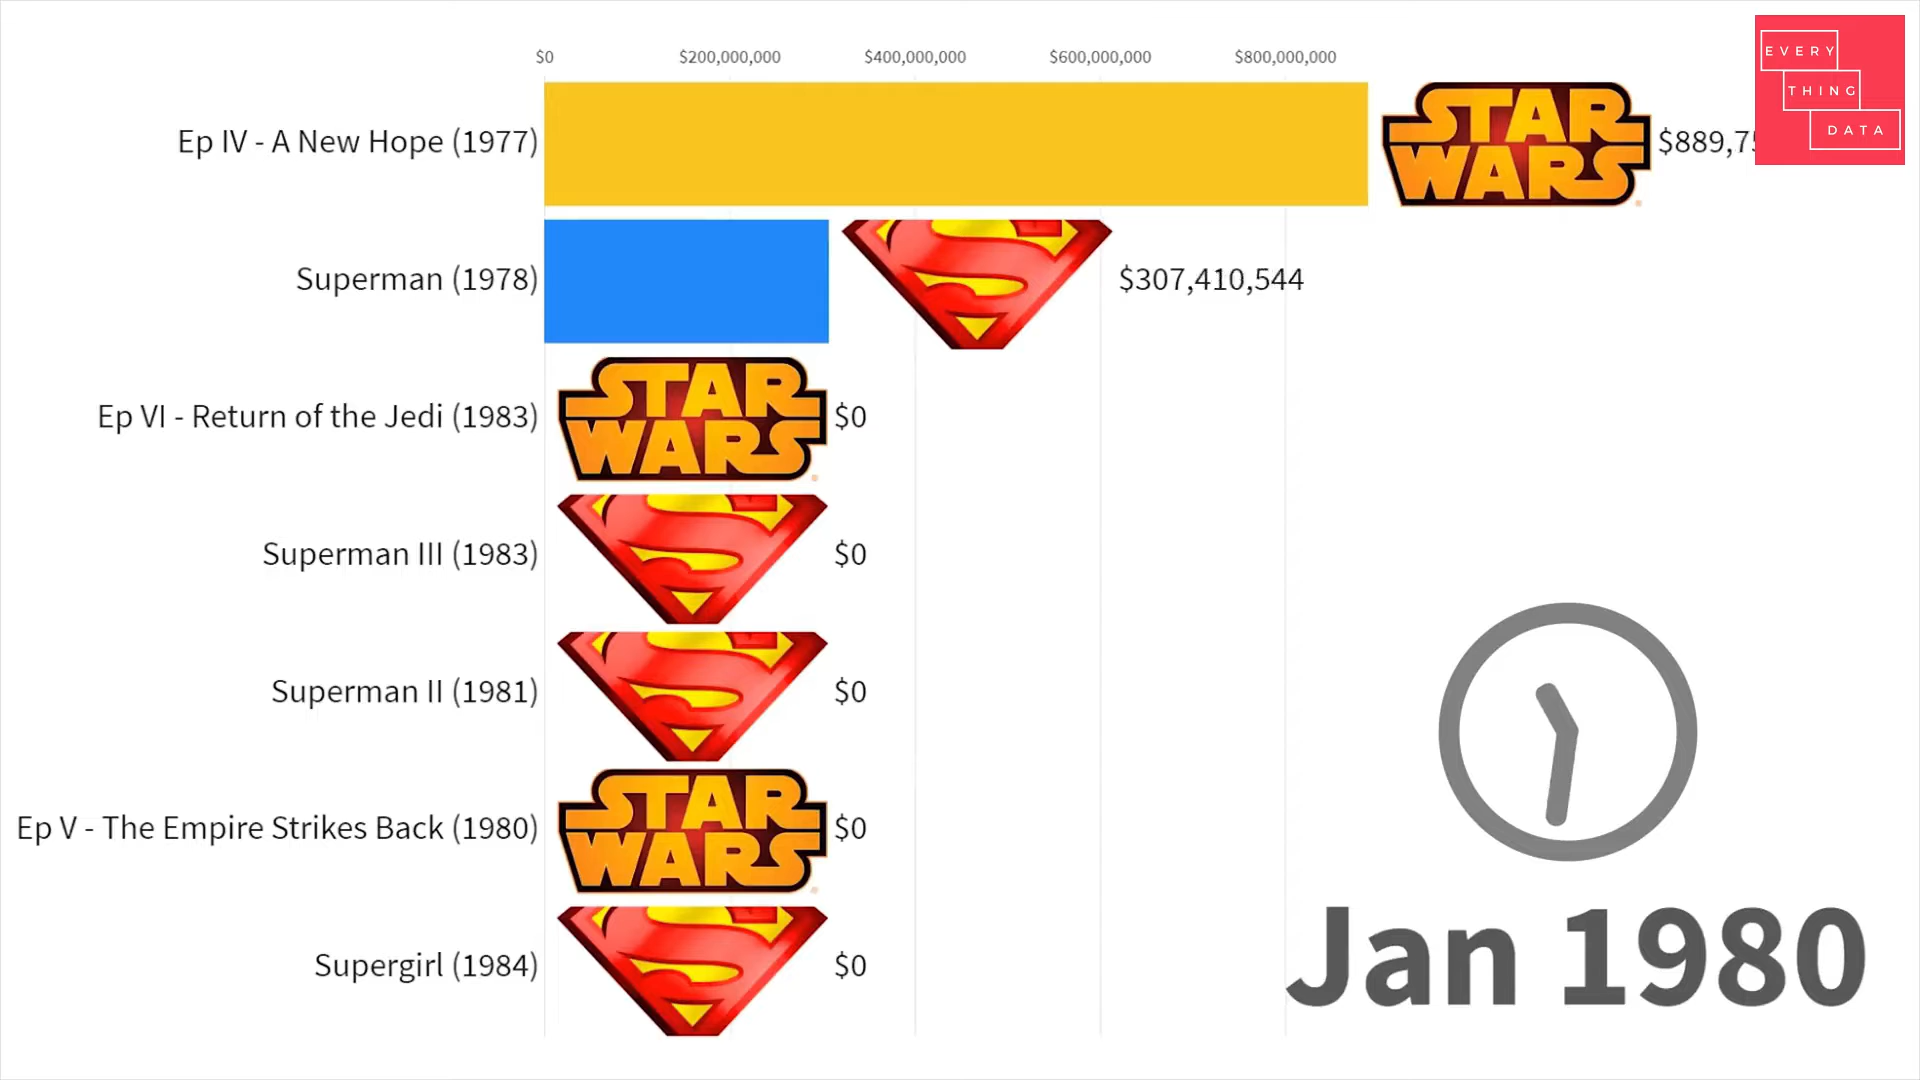 $0 $200,000,000 $400,000,000 $600,000,000 $800,000,000
EVERY
THING
DATA
Ep IV - A New Hope (1977) STAR WARS $889,7
Superman (1978) $307,410,544
Ep VI - Return of the Jedi (1983) STAR WARS $0
Superman III (1983) $0
Superman II (1981) $0
Ep V - The Empire Strikes Back (1980) STAR WARS $0
Supergirl (1984) $0
Jan 1980